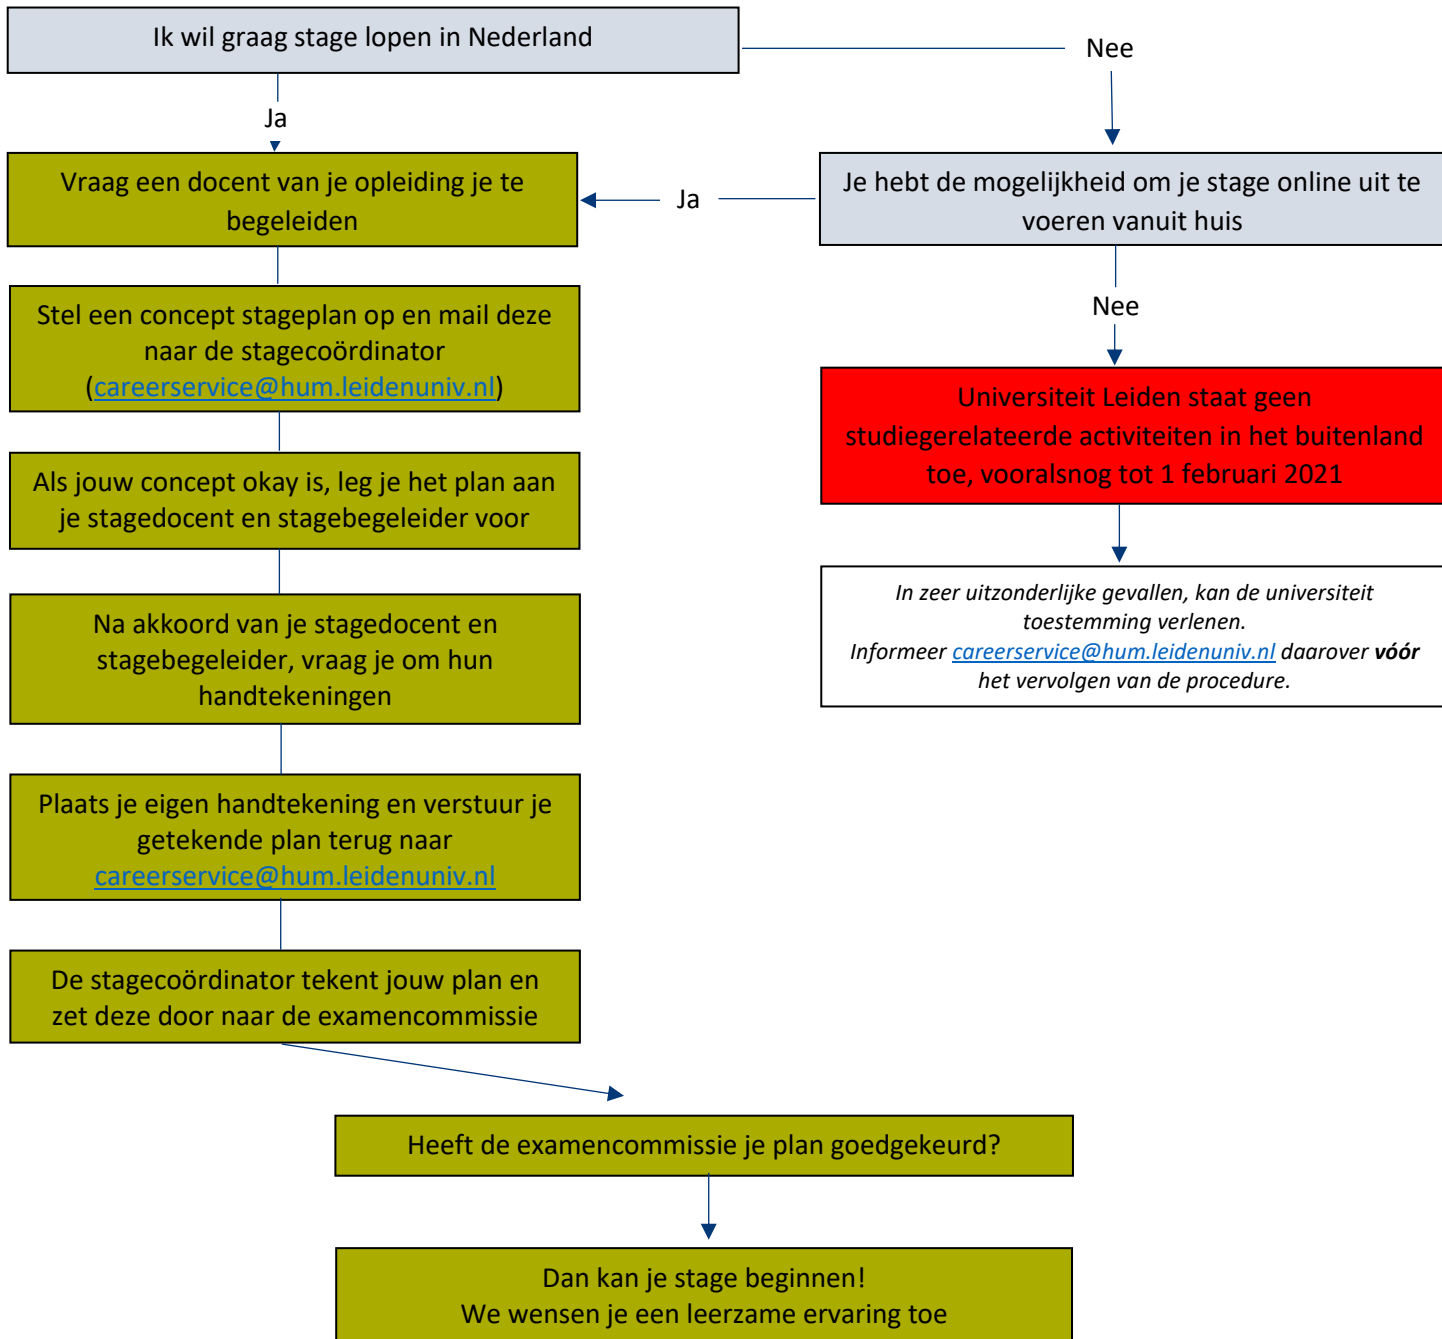 Ik wil graag stage lopen in Nederland
Nee
Ja
Vraag een docent van je opleiding je te
begeleiden
Ja
Je hebt de mogelijkheid om je stage online uit te
voeren vanuit huis
Stel een concept stageplan op en mail deze
naar de stagecoördinator
(careerservice@hum.leidenuniv.nl)
Nee
Universiteit Leiden staat geen
studiegerelateerde activiteiten in het buitenland
toe, vooralsnog tot 1 februari 2021
Als jouw concept okay is, leg je het plan aan
je stagedocent en stagebegeleider voor
In zeer uitzonderlijke gevallen, kan de universiteit
toestemming verlenen.
Informeer careerservice@hum.leidenuniv.nl daarover vóór
het vervolgen van de procedure.
Na akkoord van je stagedocent en
stagebegeleider, vraag je om hun
handtekeningen
Plaats je eigen handtekening en verstuur je
getekende plan terug naar
careerservice@hum.leidenuniv.nl
De stagecoördinator tekent jouw plan en
zet deze door naar de examencommissie
Heeft de examencommissie je plan goedgekeurd?
Dan kan je stage beginnen!
We wensen je een leerzame ervaring toe